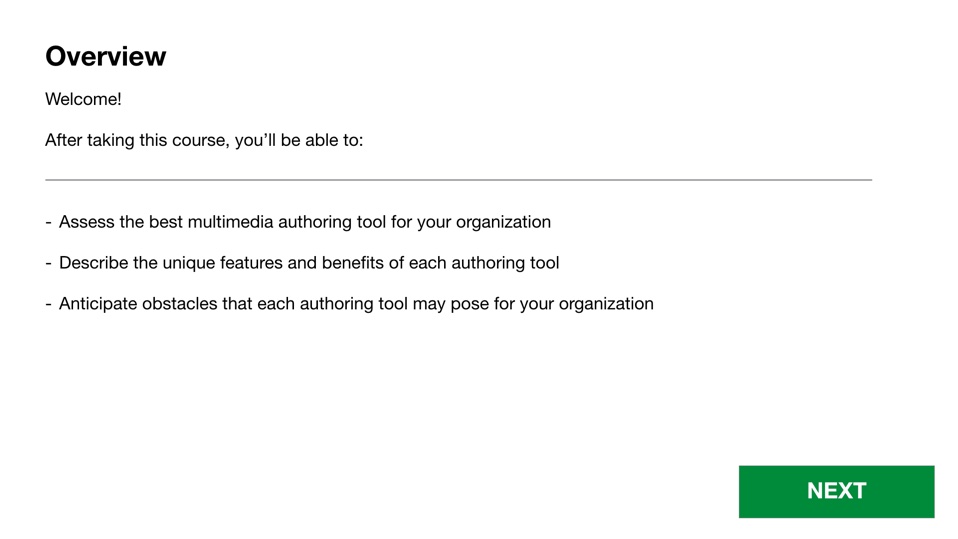 Overview
Welcome!
After taking this course, you’ll be able to:
- Assess the best multimedia authoring tool for your organization
- Describe the unique features and benefits of each authoring tool
- Anticipate obstacles that each authoring tool may pose for your organization
NEXT